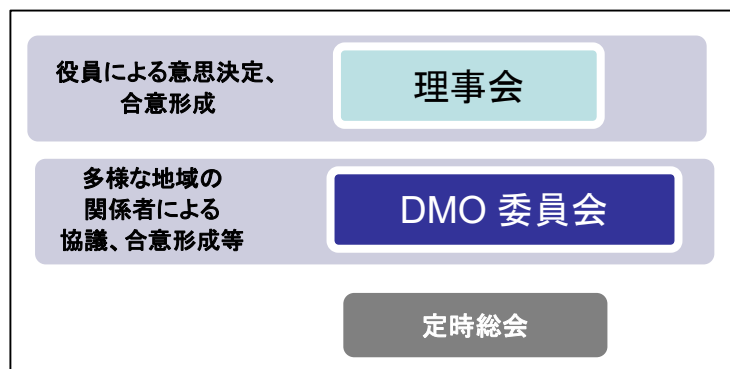 役員による意思決定、
合意形成
理事会
多様な地域の
関係者による
協議、合意形成等
DMO 委員会
定時総会